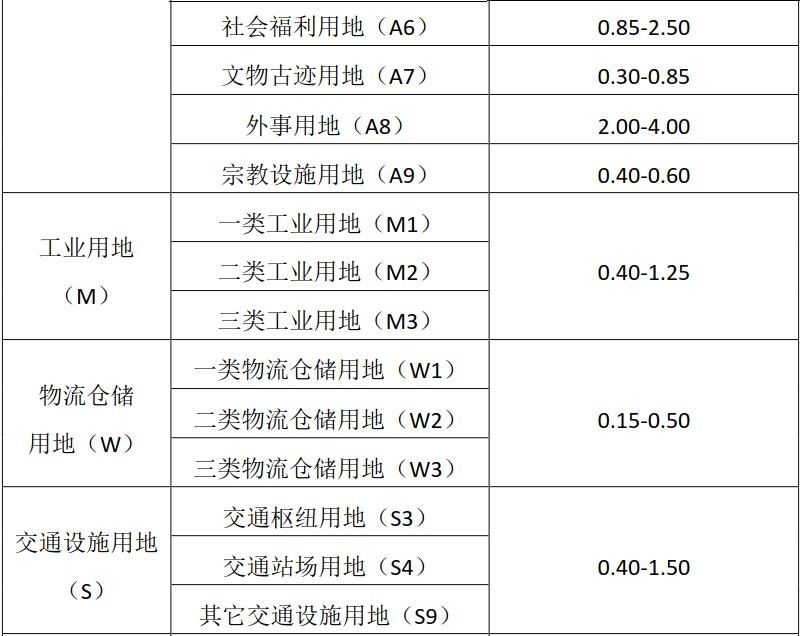 社会福利用地（A6）
0.85-2.50
文物古迹用地（A7）
0.30-0.85
外事用地（A8）
2.00-4.00
宗教设施用地（A9）
0.40-0.60
工业用地
（M）
一类工业用地（M1）
二类工业用地（M2）
三类工业用地（M3）
0.40-1.25
物流仓储
用地（W）
一类物流仓储用地（W1）
二类物流仓储用地（W2）
三类物流仓储用地（W3）
0.15-0.50
交通设施用地
（S）
交通枢纽用地（S3）
交通站场用地（S4）
其它交通设施用地（S9）
0.40-1.50